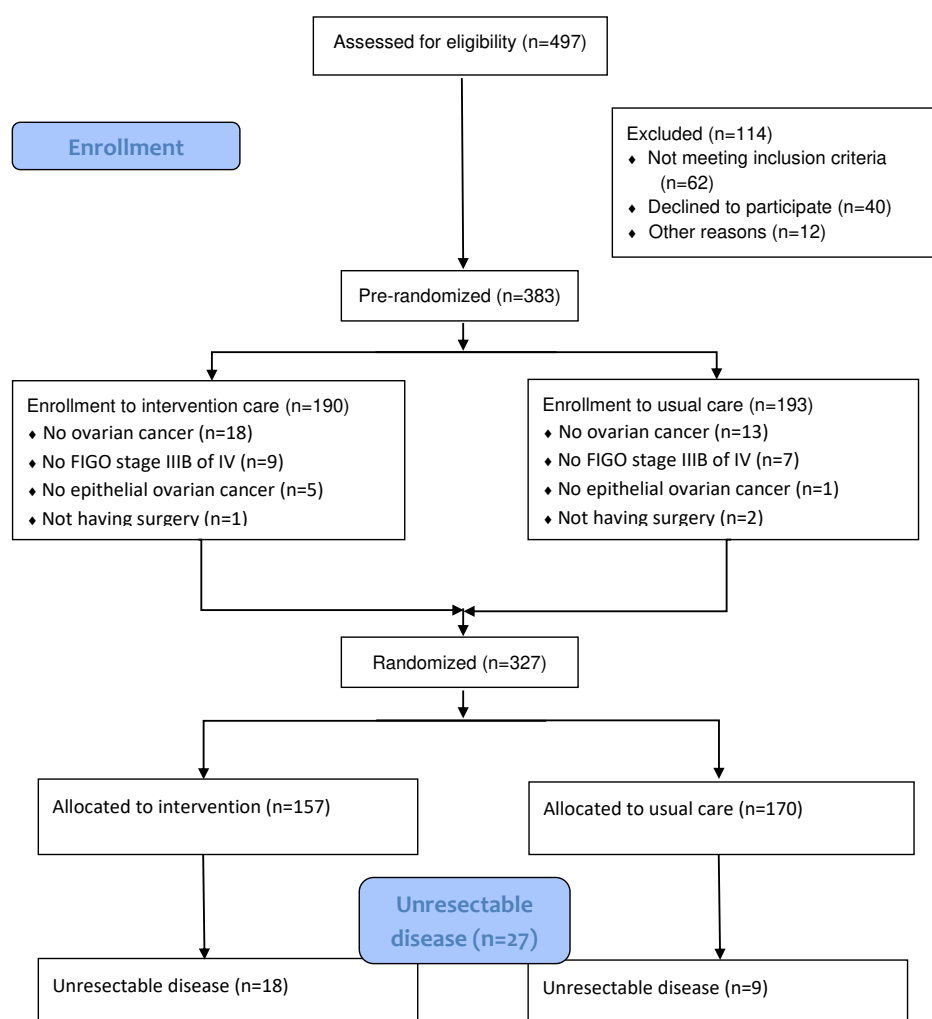 Assessed for eligibility (n=497)
Enrollment
Excluded (n=114)
♦ Not meeting inclusion criteria
(n=62)
♦ Declined to participate (n=40)
♦ Other reasons (n=12)
Pre-randomized (n=383)
Enrollment to intervention care (n=190)
♦ No ovarian cancer (n=18)
♦ No FIGO stage IIIB of IV (n=9)
♦ No epithelial ovarian cancer (n=5)
♦ Not having surgery (n=1)
Enrollment to usual care (n=193)
♦ No ovarian cancer (n=13)
♦ No FIGO stage IIIB of IV (n=7)
♦ No epithelial ovarian cancer (n=1)
♦ Not having surgery (n=2)
Randomized (n=327)
Allocated to intervention (n=157)
Allocated to usual care (n=170)
Unresectable
disease (n=27)
Unresectable disease (n=18)
Unresectable disease (n=9)